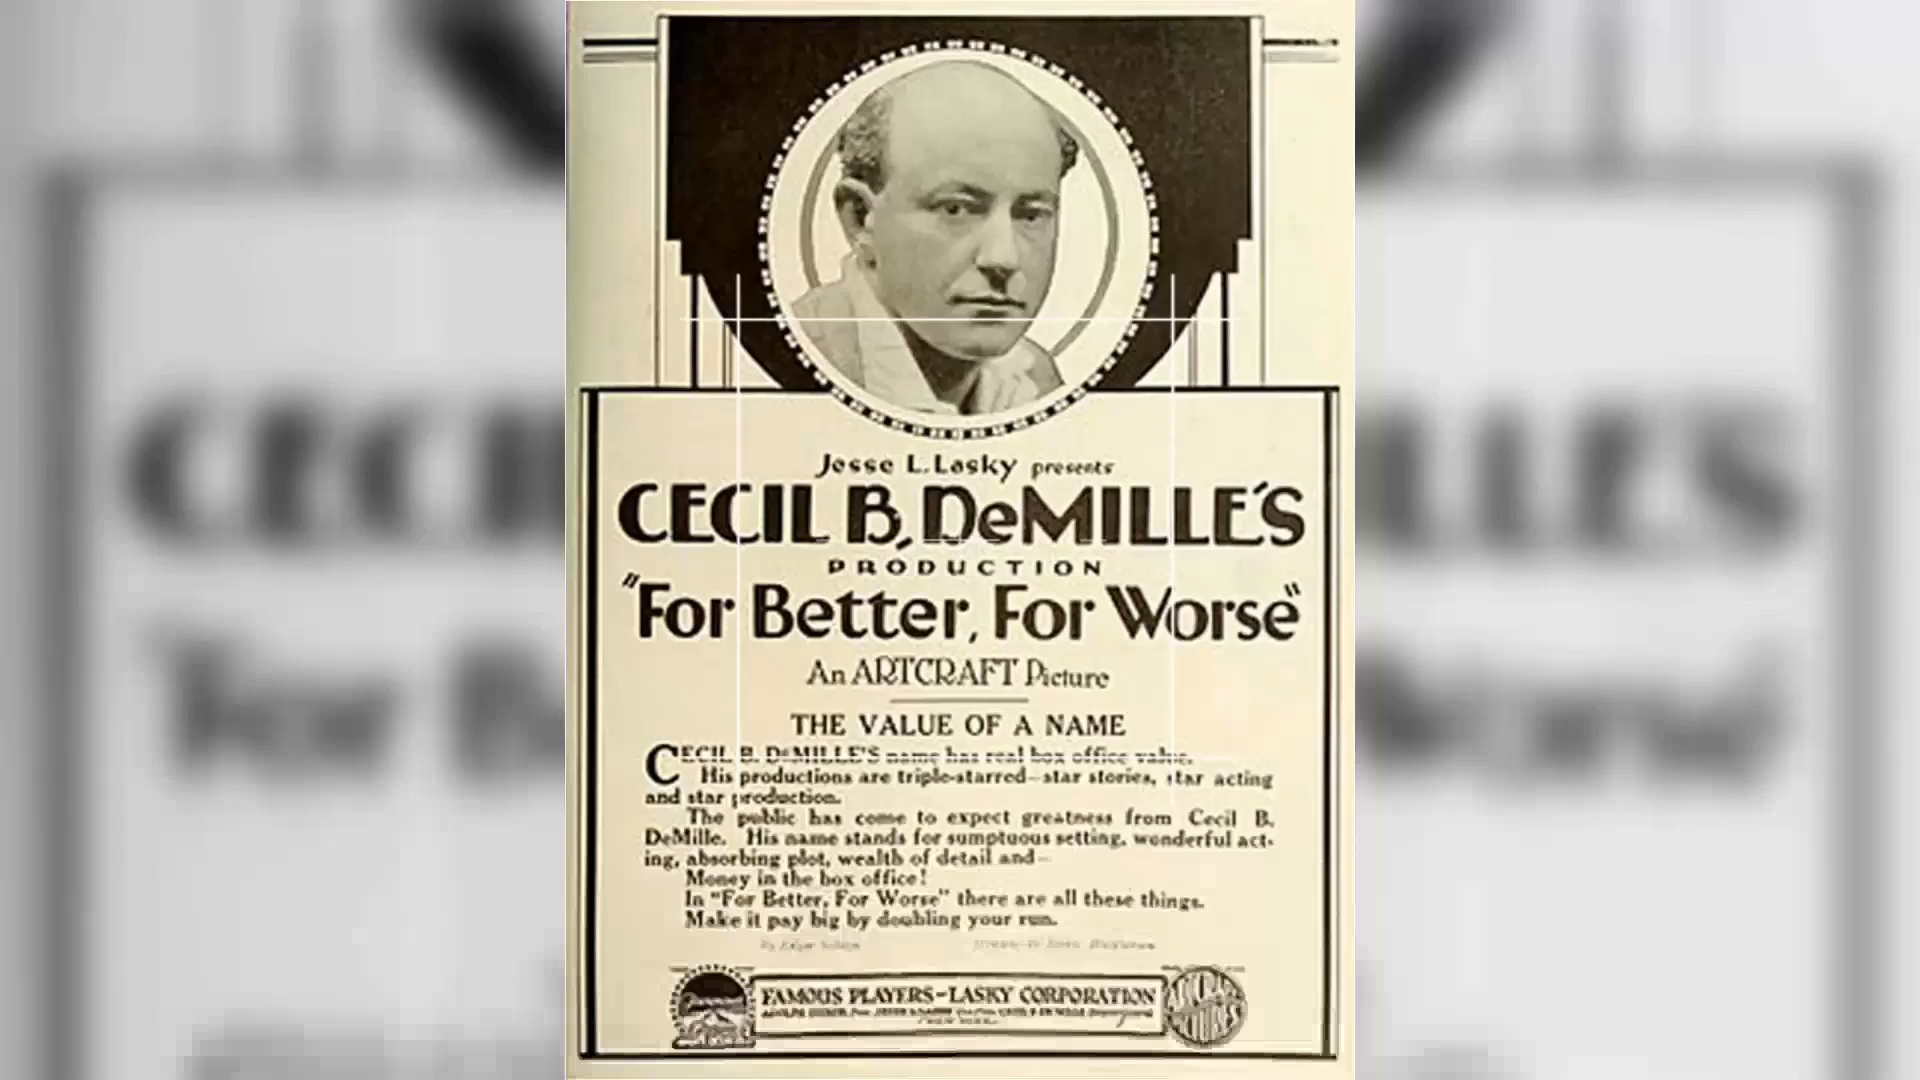 Jesse L. Lasky presents
CECIL B. DeMILLE'S
PRODUCTION
"For Better, For Worse"
An ARTCRAFT Picture
THE VALUE OF A NAME
CECIL B. DeMILLE'S name has real box office value.
His productions are triple-starred—star stories, star acting
and star production.
The public has come to expect greatness from Cecil B.
DeMille. His name stands for sumptuous setting, wonderful act-
ing, absorbing plot, wealth of detail and—
Money in the box office!
In "For Better, For Worse" there are all these things.
Make it pay big by doubling your run.
FAMOUS PLAYERS-LASKY CORPORATION